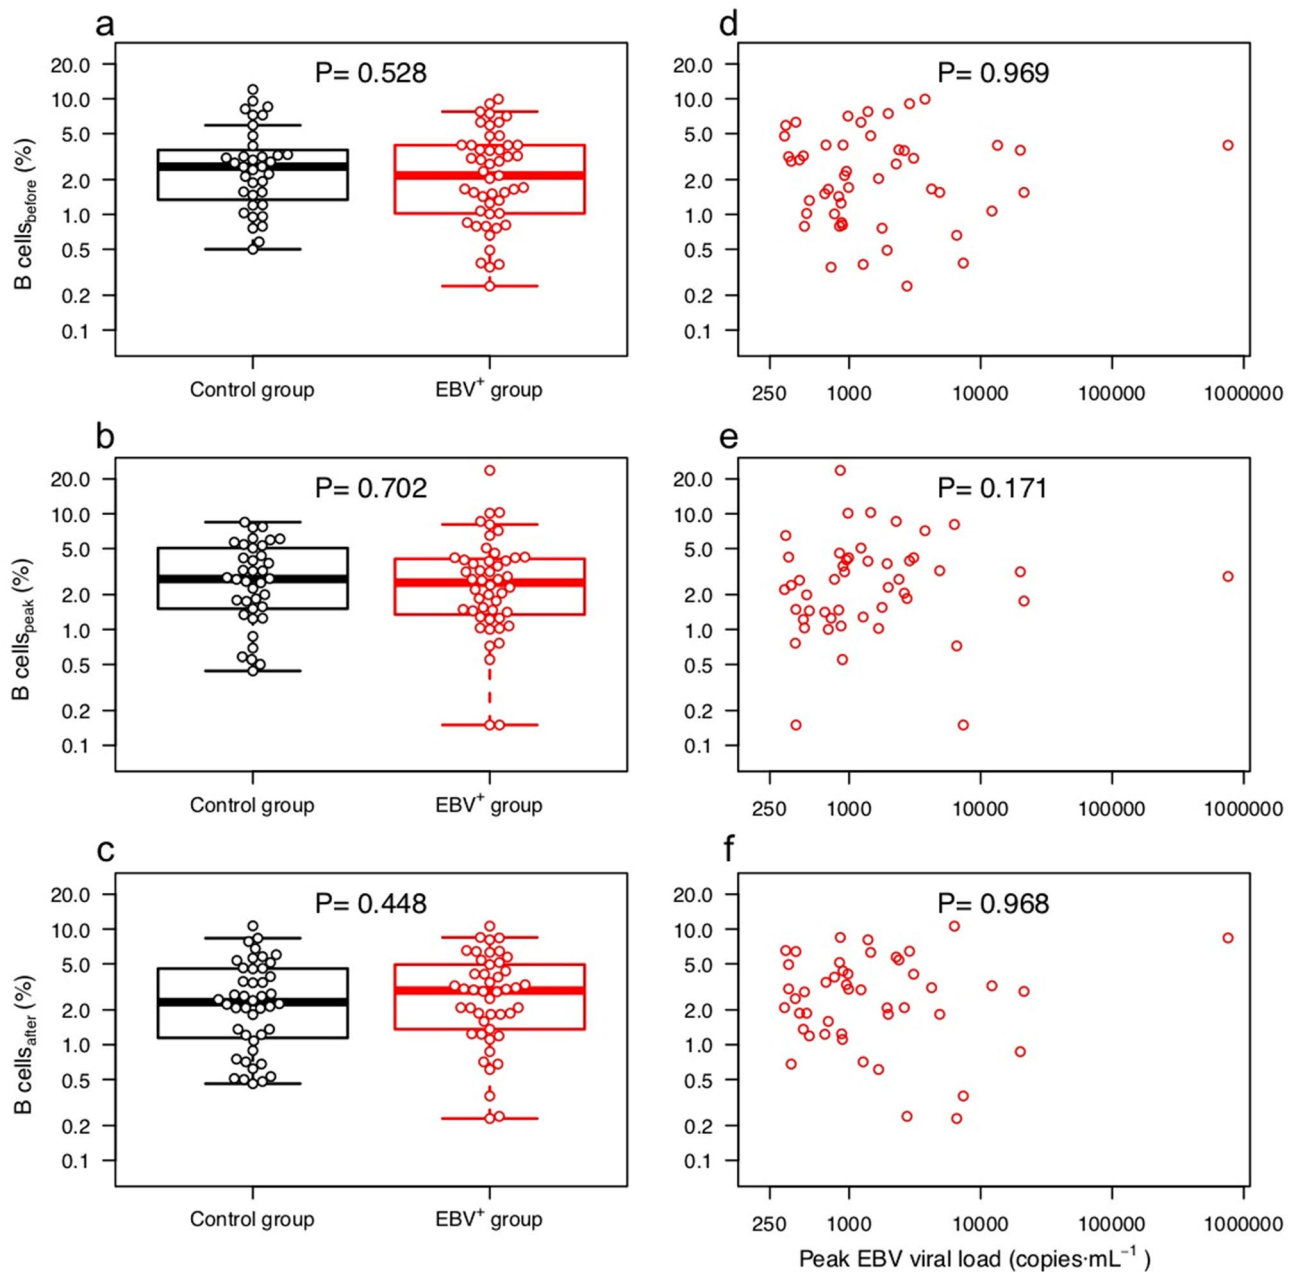 a
P= 0.528
B cellsbefore (%)
20.0
10.0
5.0
2.0
1.0
0.5
0.2
0.1
Control group
EBV+ group
d
P= 0.969
20.0
10.0
5.0
2.0
1.0
0.5
0.2
0.1
250 1000 10000 100000 1000000
b
P= 0.702
B cellspeak (%)
20.0
10.0
5.0
2.0
1.0
0.5
0.2
0.1
Control group
EBV+ group
e
P= 0.171
20.0
10.0
5.0
2.0
1.0
0.5
0.2
0.1
250 1000 10000 100000 1000000
c
P= 0.448
B cellsafter (%)
20.0
10.0
5.0
2.0
1.0
0.5
0.2
0.1
Control group
EBV+ group
f
P= 0.968
20.0
10.0
5.0
2.0
1.0
0.5
0.2
0.1
250 1000 10000 100000 1000000
Peak EBV viral load (copies·mL−1 )